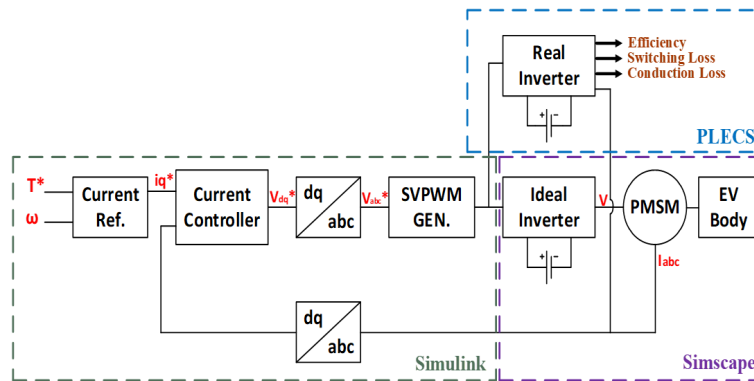 Real
Inverter
Efficiency
Switching Loss
Conduction Loss
+ -
PLECS
T*
ω
Current
Ref.
iq*
Current
Controller
Vdq*
dq
abc
Vabc*
SVPWM
GEN.
Ideal
Inverter
+ -
V
PMSM
EV
Body
Iabc
dq
abc
Simulink
Simscape